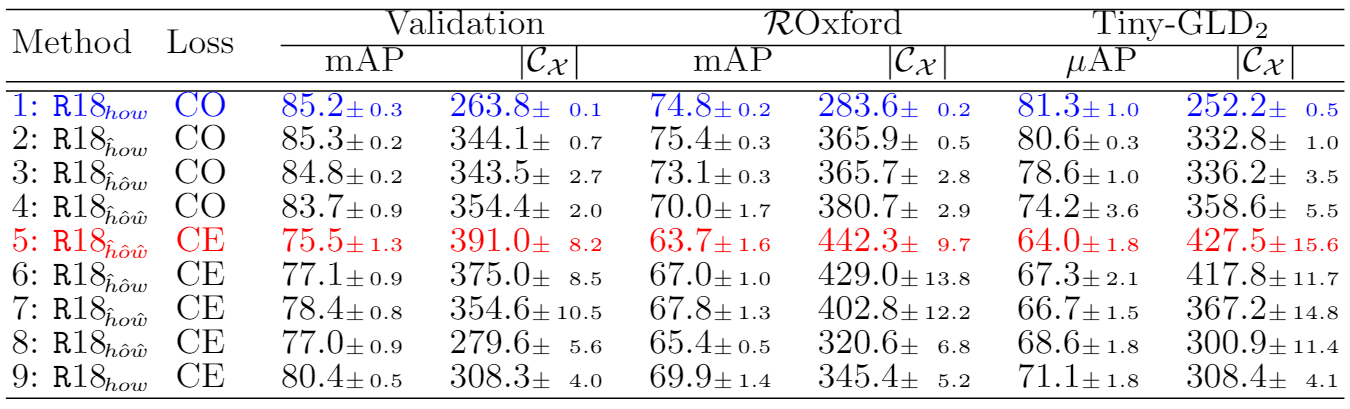 Method Loss Validation ROxford Tiny-GLD₂
mAP |C_X| mAP |C_X| μAP |C_X|
1: R18_how CO 85.2± 0.3 263.8± 0.1 74.8± 0.2 283.6± 0.2 81.3± 1.0 252.2± 0.5
2: R18_ĥow CO 85.3± 0.2 344.1± 0.7 75.4± 0.3 365.9± 0.5 80.6± 0.3 332.8± 1.0
3: R18_ĥôw CO 84.8± 0.2 343.5± 2.7 73.1± 0.3 365.7± 2.8 78.6± 1.0 336.2± 3.5
4: R18_ĥôŵ CO 83.7± 0.9 354.4± 2.0 70.0± 1.7 380.7± 2.9 74.2± 3.6 358.6± 5.5
5: R18_ĥôŵ CE 75.5± 1.3 391.0± 8.2 63.7± 1.6 442.3± 9.7 64.0± 1.8 427.5± 15.6
6: R18_ĥôw CE 77.1± 0.9 375.0± 8.5 67.0± 1.0 429.0± 13.8 67.3± 2.1 417.8± 11.7
7: R18_ĥoŵ CE 78.4± 0.8 354.6± 10.5 67.8± 1.3 402.8± 12.2 66.7± 1.5 367.2± 14.8
8: R18_hôŵ CE 77.0± 0.9 279.6± 5.6 65.4± 0.5 320.6± 6.8 68.6± 1.8 300.9± 11.4
9: R18_how CE 80.4± 0.5 308.3± 4.0 69.9± 1.4 345.4± 5.2 71.1± 1.8 308.4± 4.1